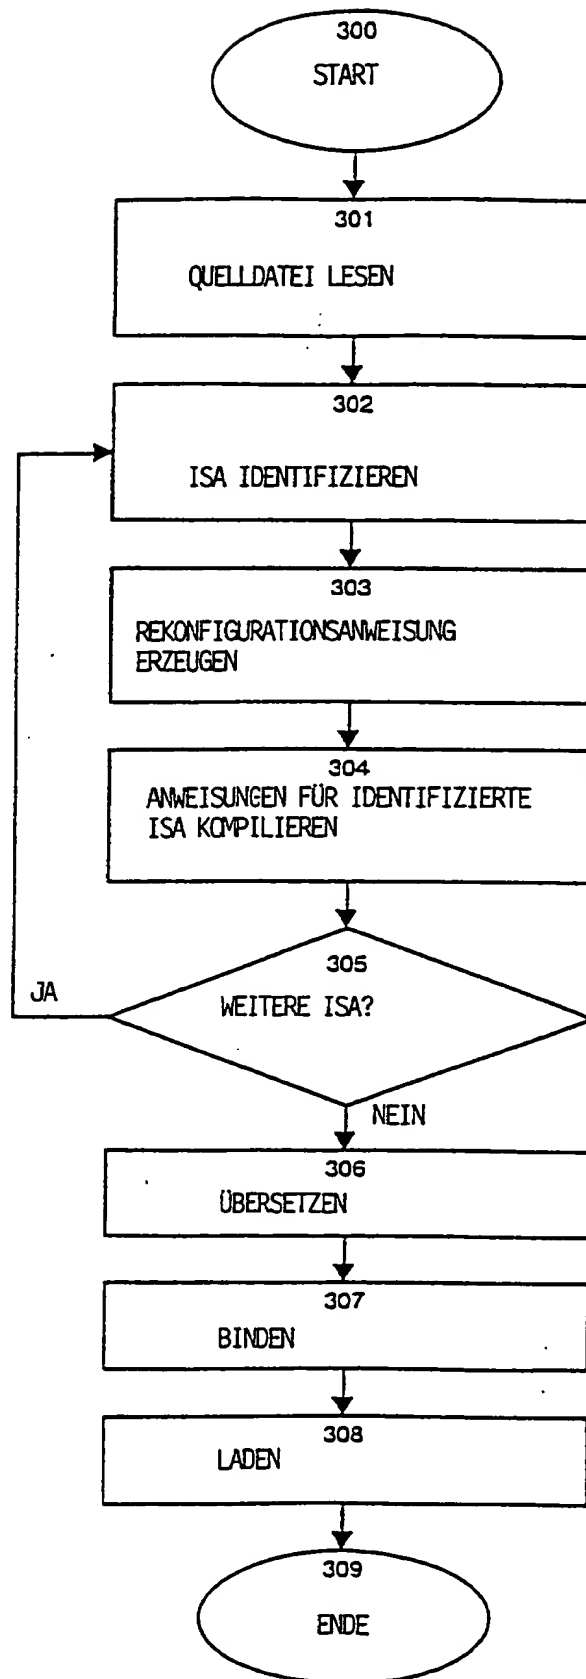 300
START
301
QUELLDATEI LESEN
302
ISA IDENTIFIZIEREN
303
REKONFIGURATIONSANWEISUNG
ERZEUGEN
304
ANWEISUNGEN FÜR IDENTIFIZIERTE
ISA KOMPILIEREN
305
JA
WEITERE ISA?
NEIN
306
ÜBERSETZEN
307
BINDEN
308
LADEN
309
ENDE